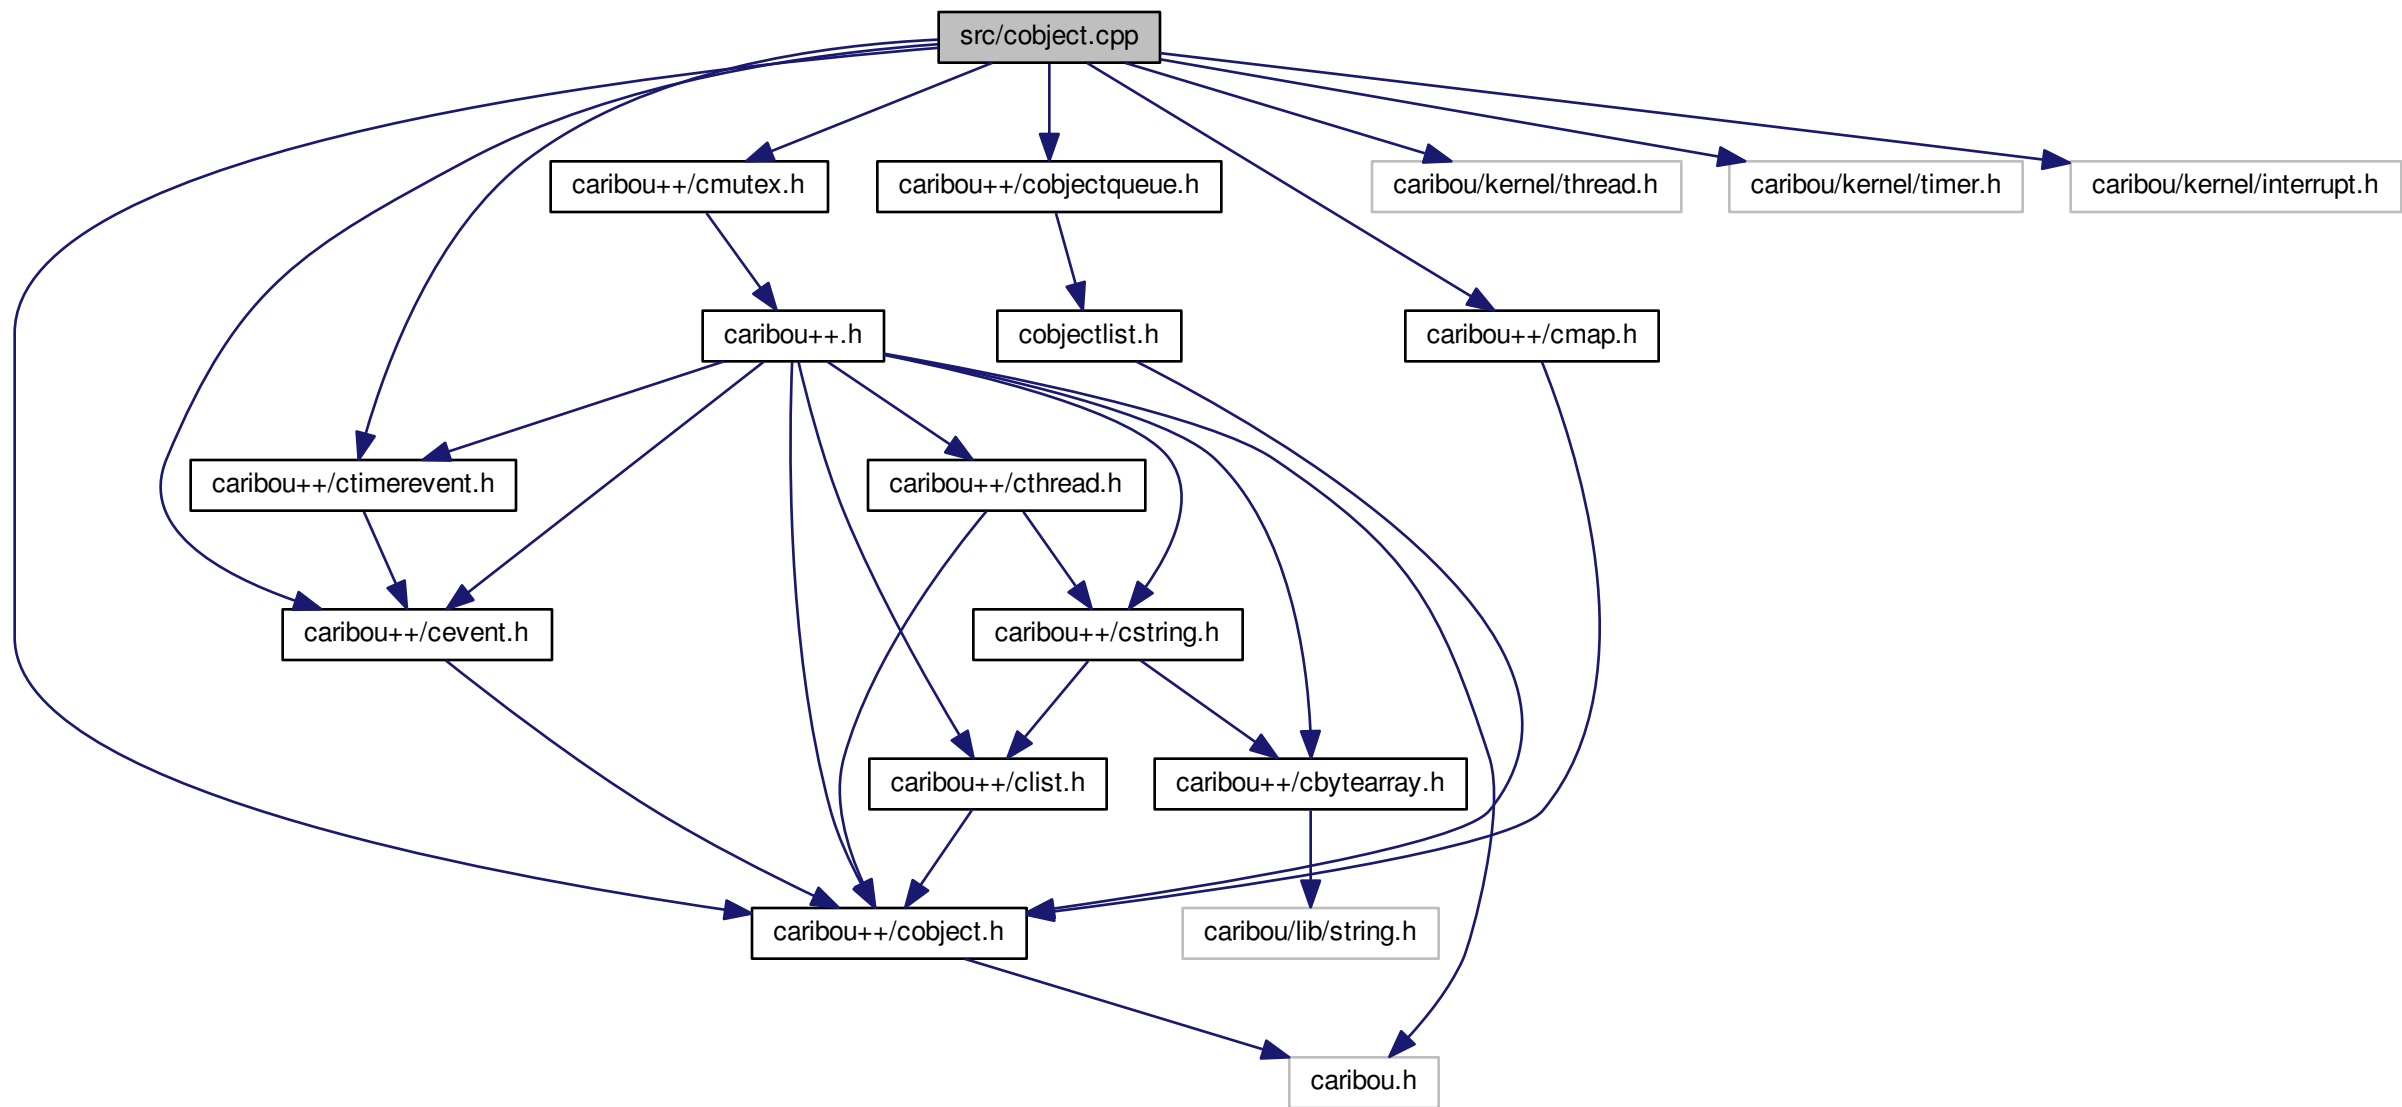 src/cobject.cpp
caribou++/cmutex.h
caribou++/cobjectqueue.h
caribou/kernel/thread.h
caribou/kernel/timer.h
caribou/kernel/interrupt.h
caribou++.h
cobjectlist.h
caribou++/cmap.h
caribou++/ctimerevent.h
caribou++/cthread.h
caribou++/cevent.h
caribou++/cstring.h
caribou++/clist.h
caribou++/cbytearray.h
caribou++/cobject.h
caribou/lib/string.h
caribou.h